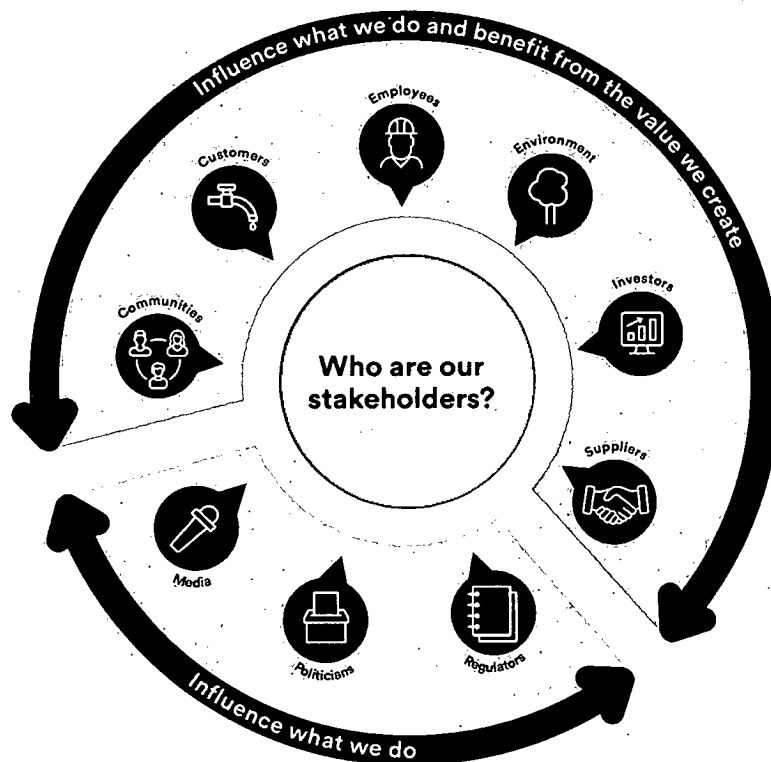 Influence what we do and benefit from the value we create
Employees
Customers
Environment
Communities
Investors
Who are our
stakeholders?
Suppliers
Media
Politicians
Regulators
Influence what we do